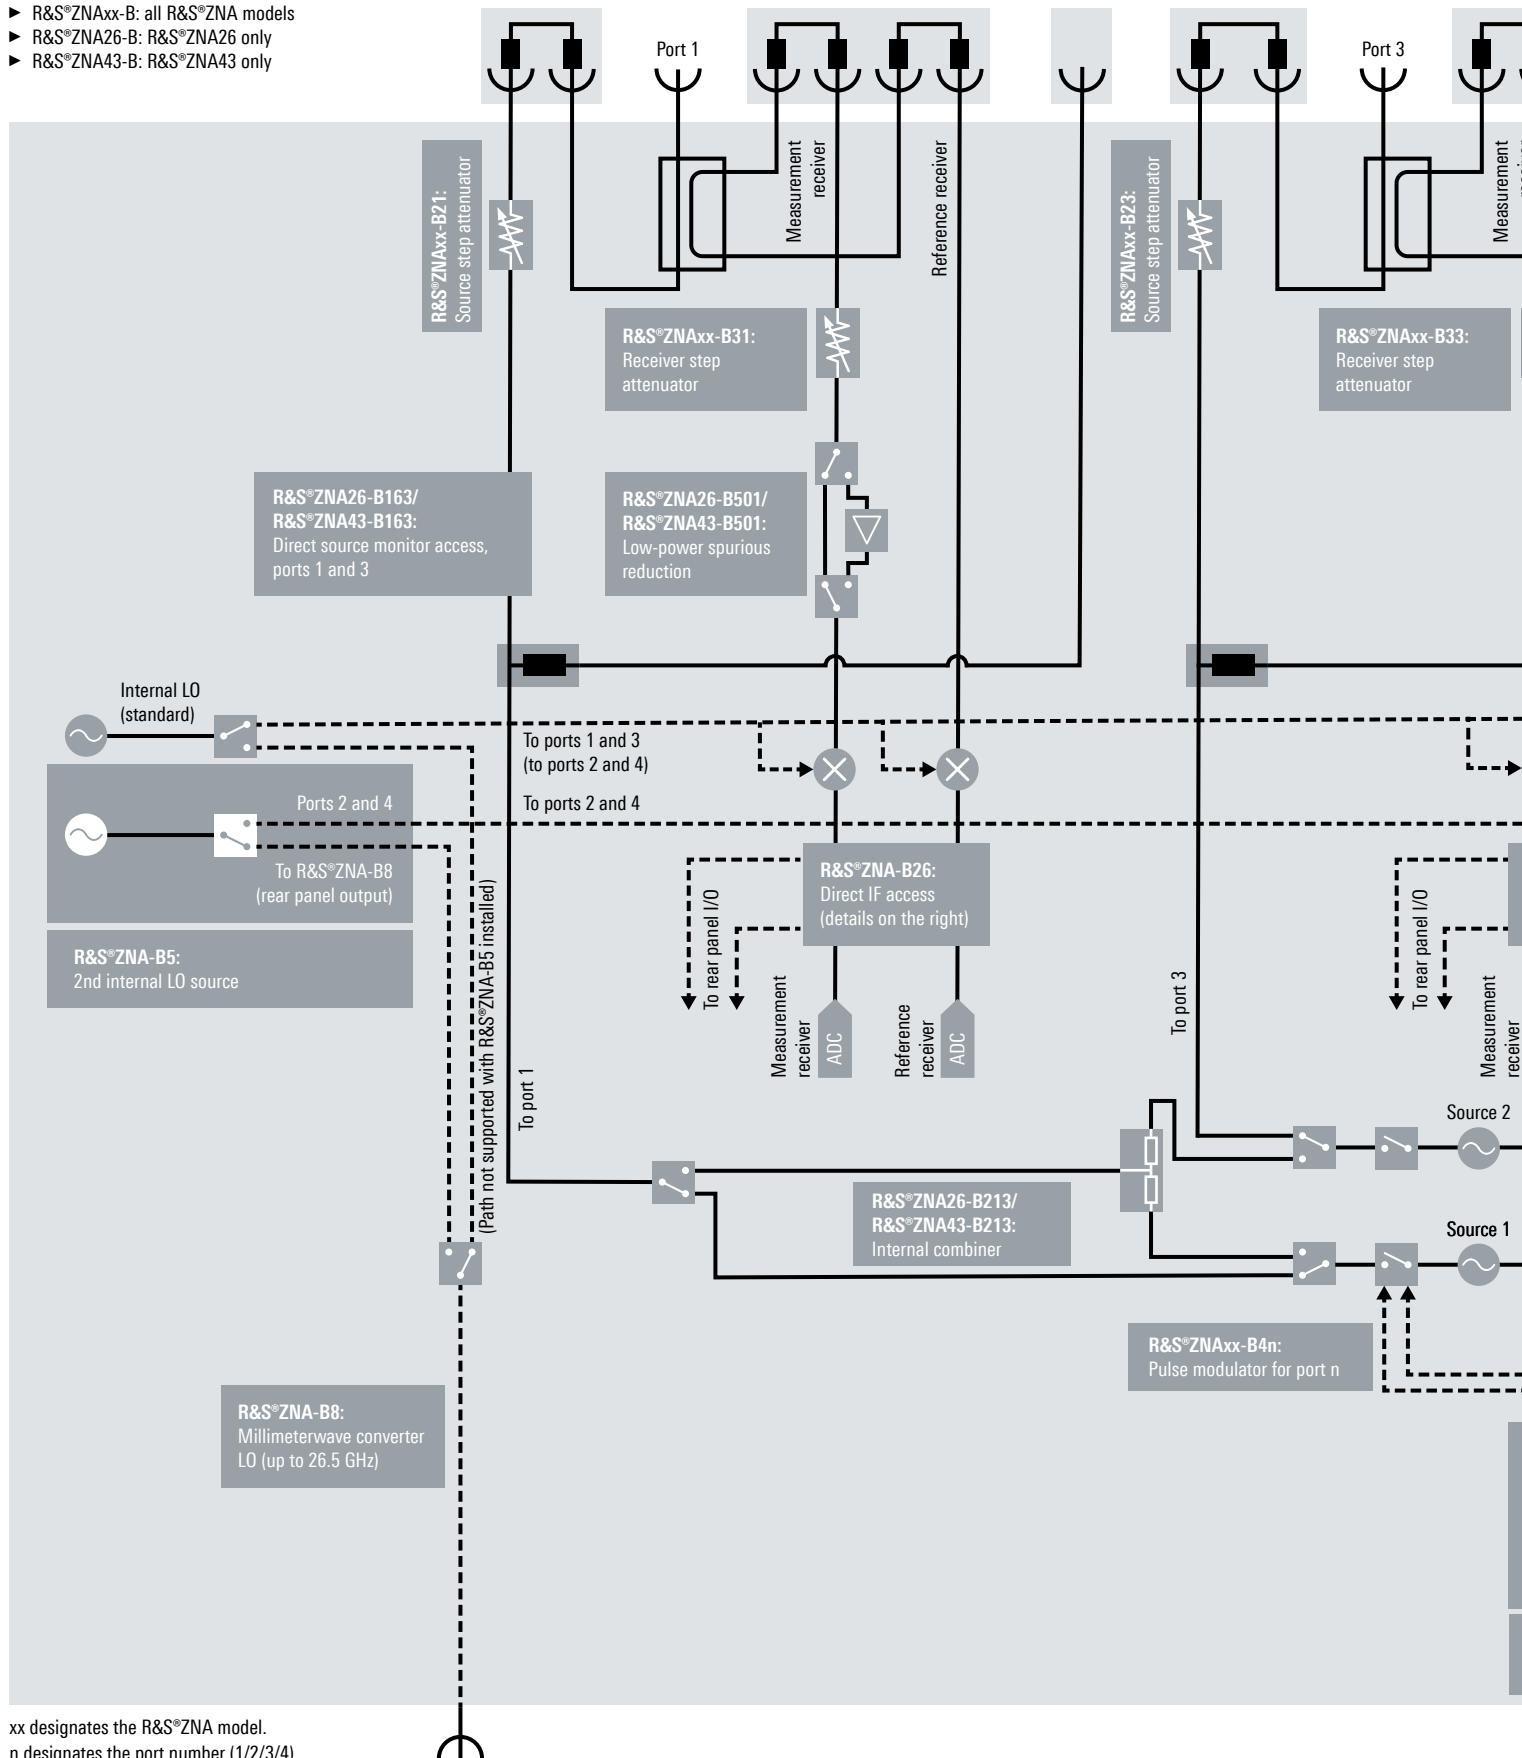 ► R&S®ZNAxx-B: all R&S®ZNA models
► R&S®ZNA26-B: R&S®ZNA26 only
► R&S®ZNA43-B: R&S®ZNA43 only
Port 1
Port 3
R&S®ZNAxx-B21:
Source step attenuator
Measurement
receiver
Reference receiver
R&S®ZNAxx-B23:
Source step attenuator
Measurement
R&S®ZNAxx-B31:
Receiver step
attenuator
R&S®ZNAxx-B33:
Receiver step
attenuator
R&S®ZNA26-B163/
R&S®ZNA43-B163:
Direct source monitor access,
ports 1 and 3
R&S®ZNA26-B501/
R&S®ZNA43-B501:
Low-power spurious
reduction
Internal LO
(standard)
To ports 1 and 3
(to ports 2 and 4)
To ports 2 and 4
Ports 2 and 4
To R&S®ZNA-B8
(rear panel output)
R&S®ZNA-B5:
2nd internal LO source
(Path not supported with R&S®ZNA-B5 installed)
To port 1
To rear panel I/O
R&S®ZNA-B26:
Direct IF access
(details on the right)
Measurement
receiver
ADC
Reference
receiver
ADC
To port 3
To rear panel I/O
Measurement
receiver
Source 2
Source 1
R&S®ZNA26-B213/
R&S®ZNA43-B213:
Internal combiner
R&S®ZNAxx-B4n:
Pulse modulator for port n
R&S®ZNA-B8:
Millimeterwave converter
LO (up to 26.5 GHz)
xx designates the R&S®ZNA model.
n designates the port number (1/2/3/4)